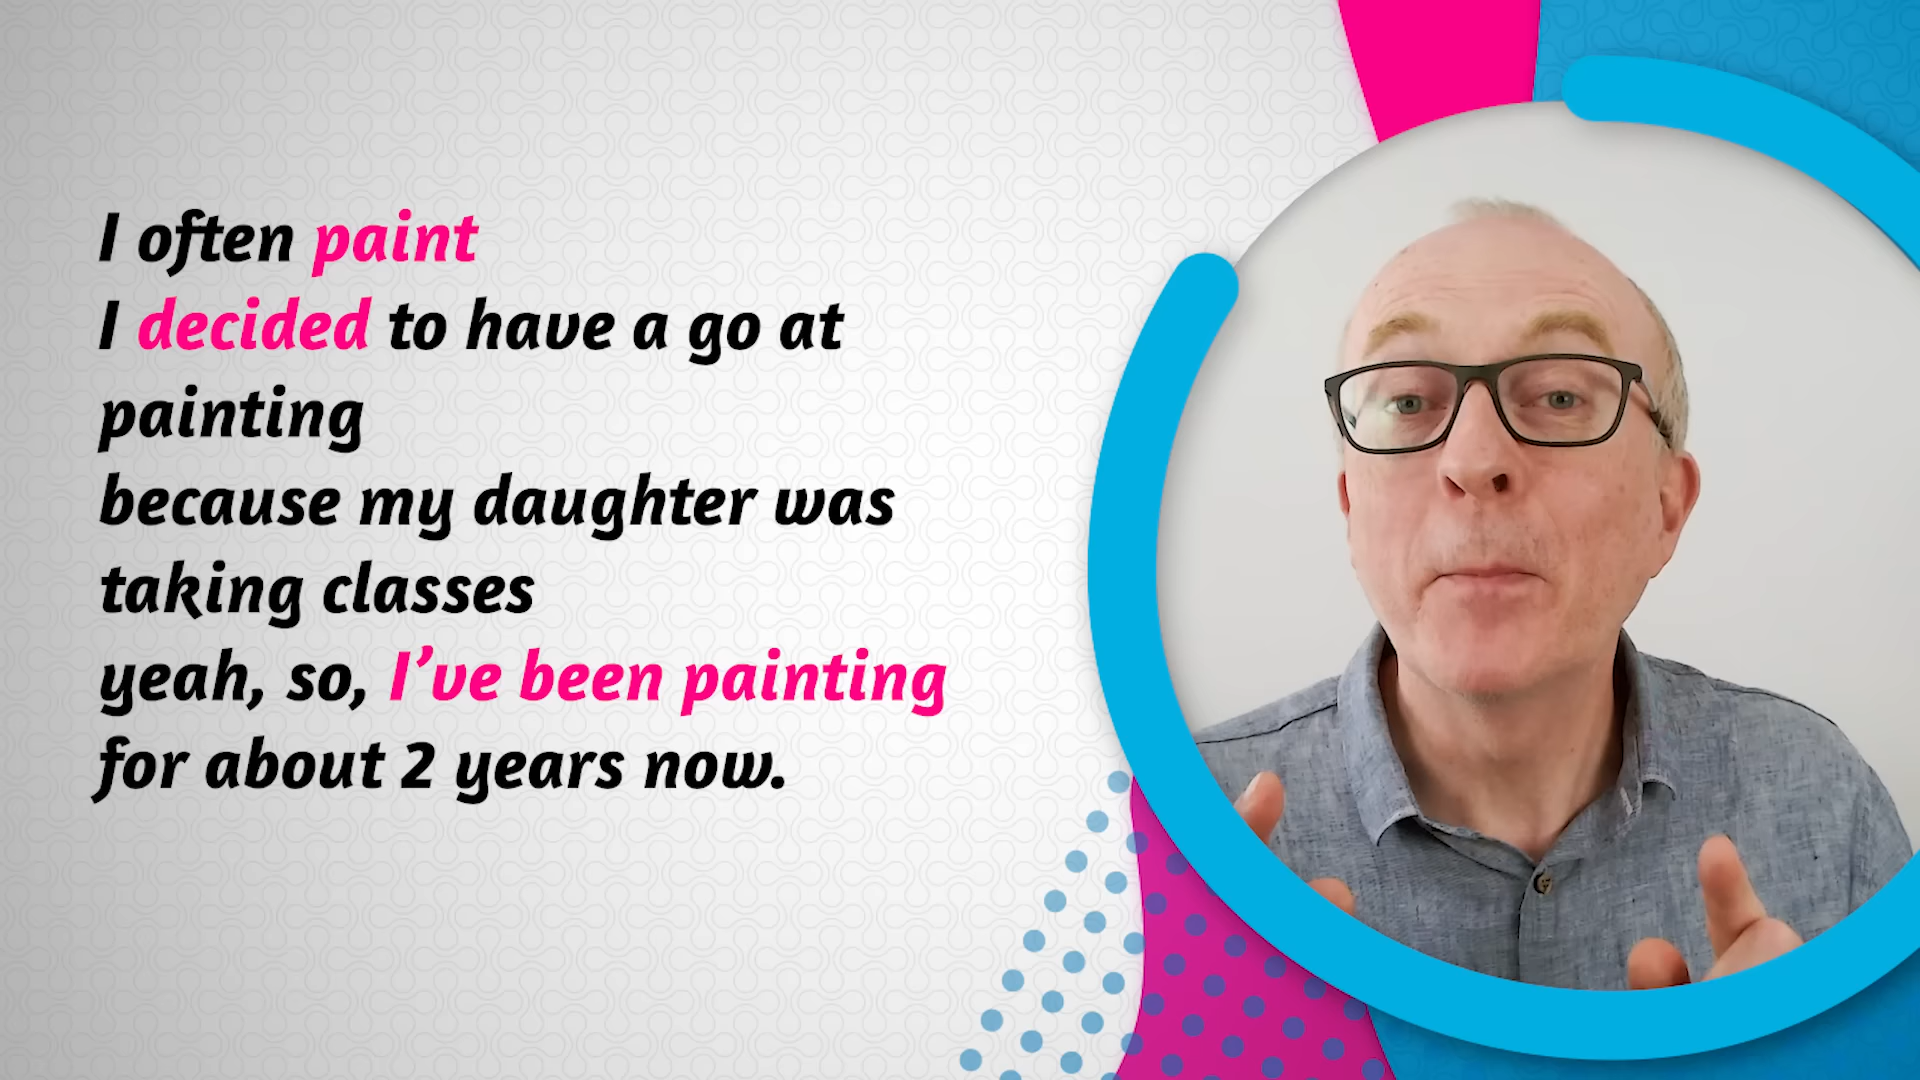 I often paint
I decided to have a go at
painting
because my daughter was
taking classes
yeah, so, I've been painting
for about 2 years now.